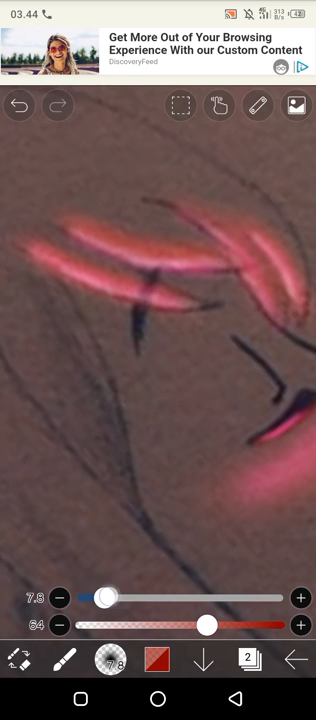 03.44
313 B/s
42
Get More Out of Your Browsing
Experience With our Custom Content
DiscoveryFeed
7.8
64
7.8
2